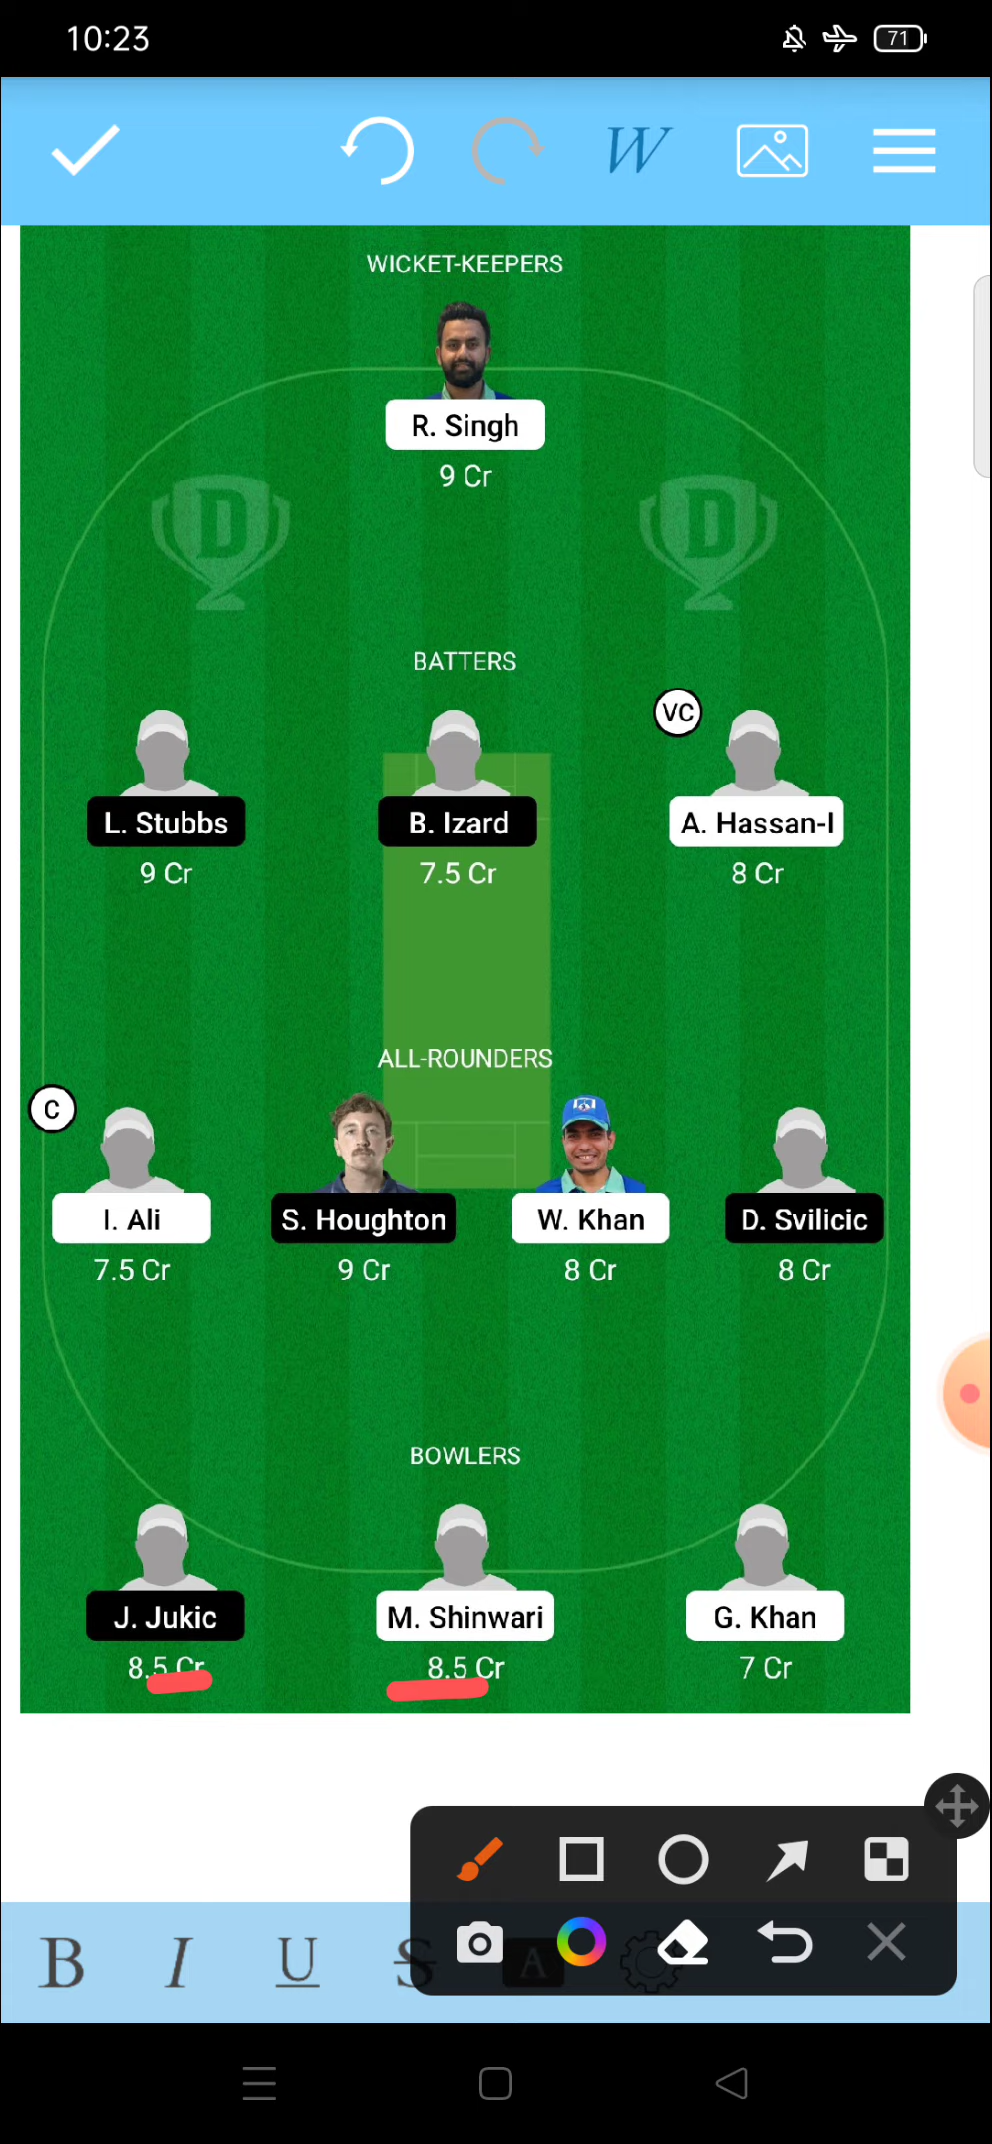 10:23
71
W
WICKET-KEEPERS
R. Singh
9 Cr
D D
BATTERS
VC
L. Stubbs B. Izard A. Hassan-I
9 Cr 7.5 Cr 8 Cr
ALL-ROUNDERS
C
I. Ali S. Houghton W. Khan D. Svilicic
7.5 Cr 9 Cr 8 Cr 8 Cr
BOWLERS
J. Jukic M. Shinwari G. Khan
8.5 Cr 8.5 Cr 7 Cr
B I U S A